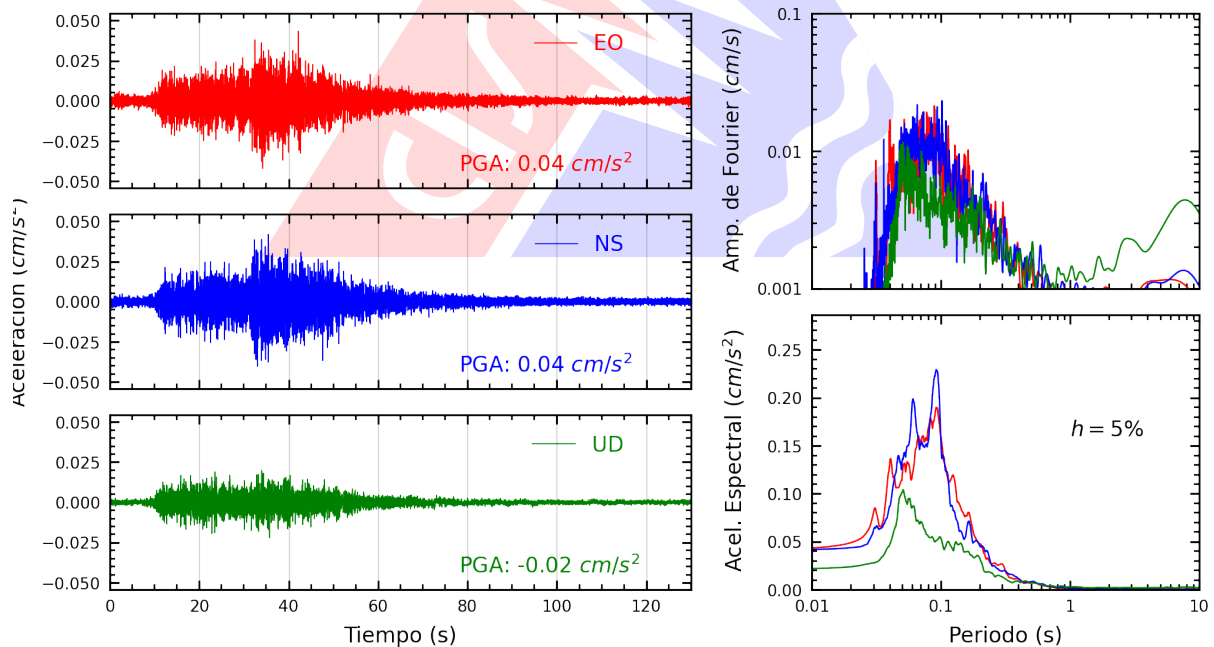 0.050
0.025
0.000
−0.025
−0.050
EO
PGA: 0.04 cm/s²
0.050
0.025
0.000
−0.025
−0.050
NS
PGA: 0.04 cm/s²
0.050
0.025
0.000
−0.025
−0.050
UD
PGA: -0.02 cm/s²
0 20 40 60 80 100 120
Tiempo (s)
Aceleracion (cm/s²)
0.1
0.01
0.001
Amp. de Fourier (cm/s)
0.25
0.20
0.15
0.10
0.05
0.00
Acel. Espectral (cm/s²)
h = 5%
0.01 0.1 1 10
Periodo (s)